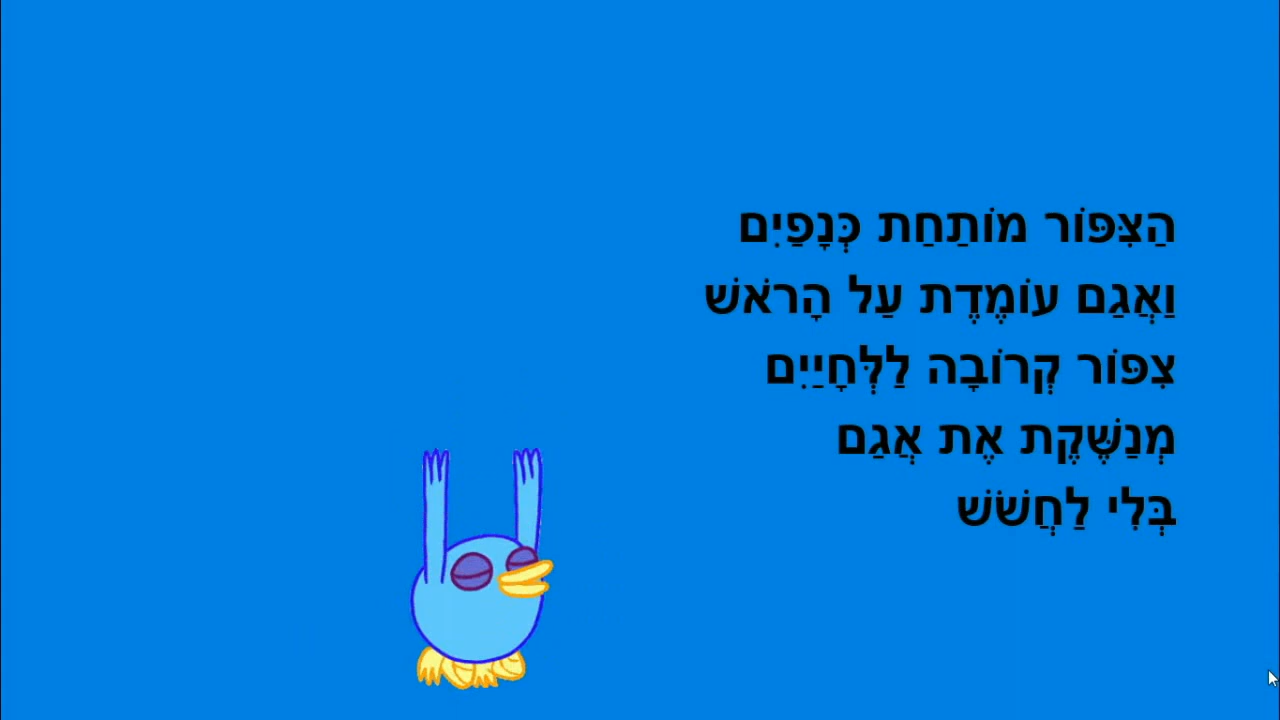 הַצִּפּוֹר מוֹתַחַת כְּנָפַיִם
וַאֲגַם עוֹמֶדֶת עַל הָרֹאשׁ
צִפּוֹר קְרוֹבָה לַלְּחָיַיִם
מְנַשֶּׁקֶת אֶת אֲגַם
בְּלִי לַחֲשֹׁשׁ